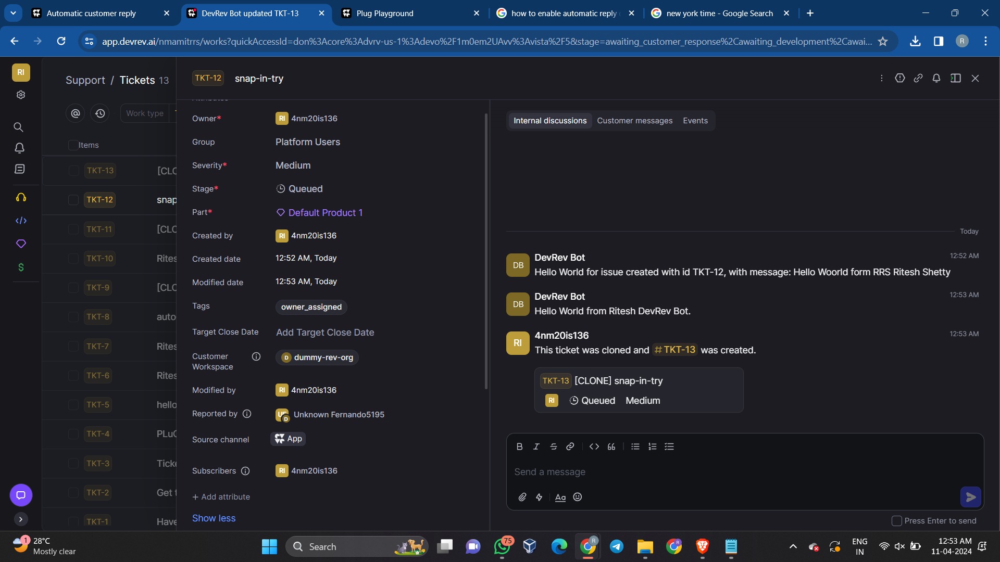 Automatic customer reply
DevRev Bot updated TKT-13
Plug Playground
how to enable automatic reply
new york time - Google Search
app.devrev.ai/nmamitrrs/works?quickAccessId=don%3Acore%3Advrv-us-1%3Adevo%2F1m0em2UAvv%3Avista%2F5&stage=awaiting_customer_response%2Cawaiting_development%2Cawai...
R
RI
Support / Tickets 13
TKT-12 snap-in-try
Work type
Items
TKT-13 [CLO
TKT-12 snap
TKT-11 [CLO
TKT-10 Rites
TKT-9 [CLO
TKT-8 auto
TKT-7 Rites
TKT-6 Rites
TKT-5 hello
TKT-4 PLuG
TKT-3 Ticke
TKT-2 Get t
TKT-1 Have
Attributes
Owner* RI 4nm20is136
Group Platform Users
Severity* Medium
Stage* Queued
Part* Default Product 1
Created by RI 4nm20is136
Created date 12:52 AM, Today
Modified date 12:53 AM, Today
Tags owner_assigned
Target Close Date Add Target Close Date
Customer Workspace D dummy-rev-org
Modified by RI 4nm20is136
Reported by UF D Unknown Fernando5195
Source channel App
Subscribers RI 4nm20is136
+ Add attribute
Show less
Internal discussions Customer messages Events
Today
DB DevRev Bot 12:52 AM
Hello World for issue created with id TKT-12, with message: Hello Woorld form RRS Ritesh Shetty
DB DevRev Bot 12:53 AM
Hello World from Ritesh DevRev Bot.
RI 4nm20is136 12:53 AM
This ticket was cloned and # TKT-13 was created.
TKT-13 [CLONE] snap-in-try
RI Queued Medium
B I S
Send a message
Aa
Press Enter to send
1
28°C
Mostly clear
Search
75
R
R
ENG
IN
12:53 AM
11-04-2024